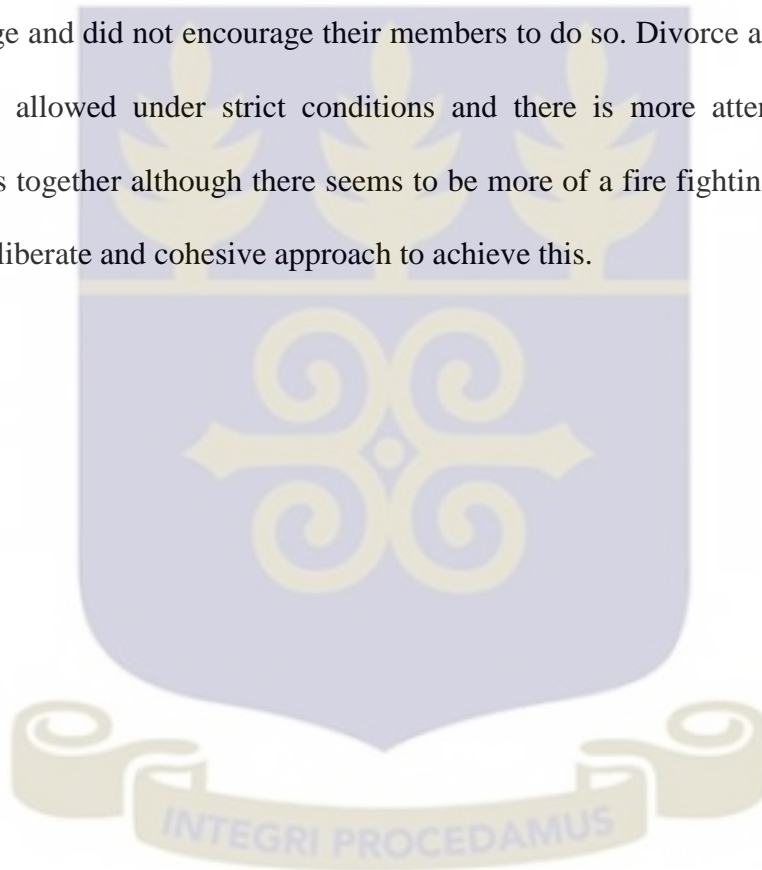 ge and did not encourage their members to do so. Divorce a
allowed under strict conditions and there is more atter
s together although there seems to be more of a fire fightin
liberate and cohesive approach to achieve this.
INTEGRI PROCEDAMUS